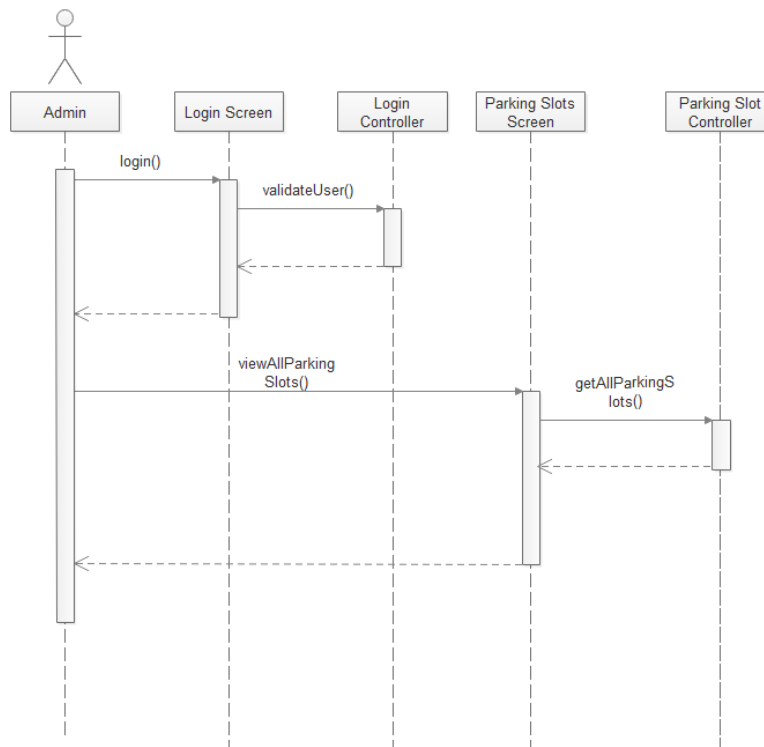 Admin
Login Screen
Login
Controller
Parking Slots
Screen
Parking Slot
Controller
login()
validateUser()
viewAllParking
Slots()
getAllParkingS
lots()